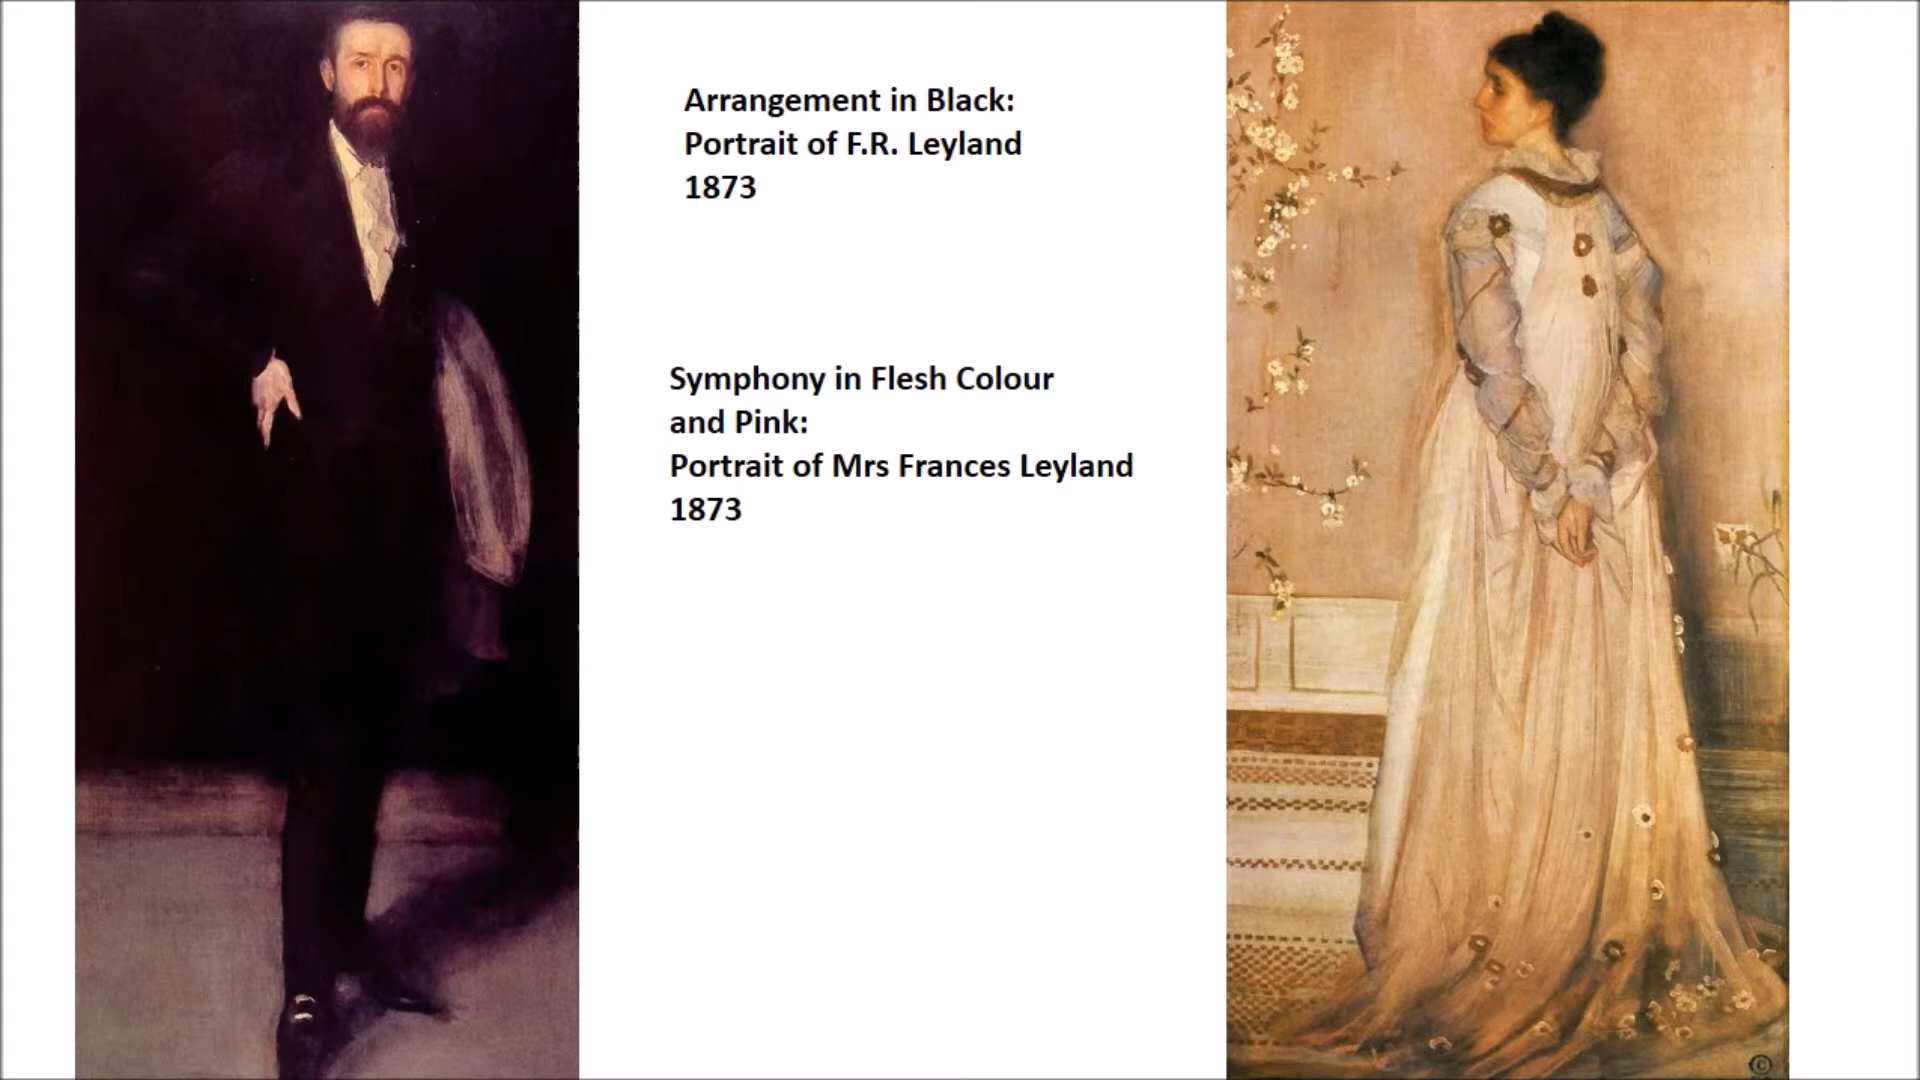 Arrangement in Black:
Portrait of F.R. Leyland
1873
Symphony in Flesh Colour
and Pink:
Portrait of Mrs Frances Leyland
1873
©